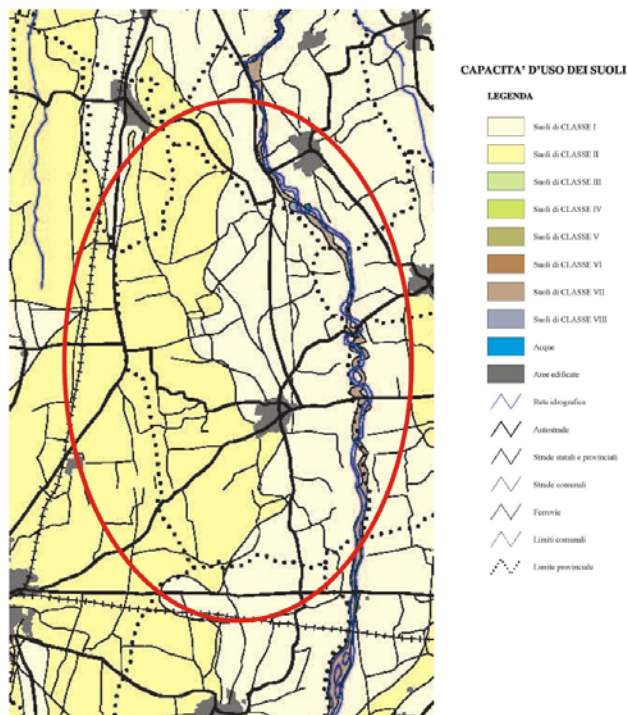 CAPACITA' D'USO DEI SUOLI
LEGENDA
Suoli di CLASSE I
Suoli di CLASSE II
Suoli di CLASSE III
Suoli di CLASSE IV
Suoli di CLASSE V
Suoli di CLASSE VI
Suoli di CLASSE VII
Suoli di CLASSE VIII
Acque
Aree edificate
Rete idrografica
Autostrade
Strade statali e provinciali
Strade comunali
Ferrovie
Limiti comunali
Limite provinciale